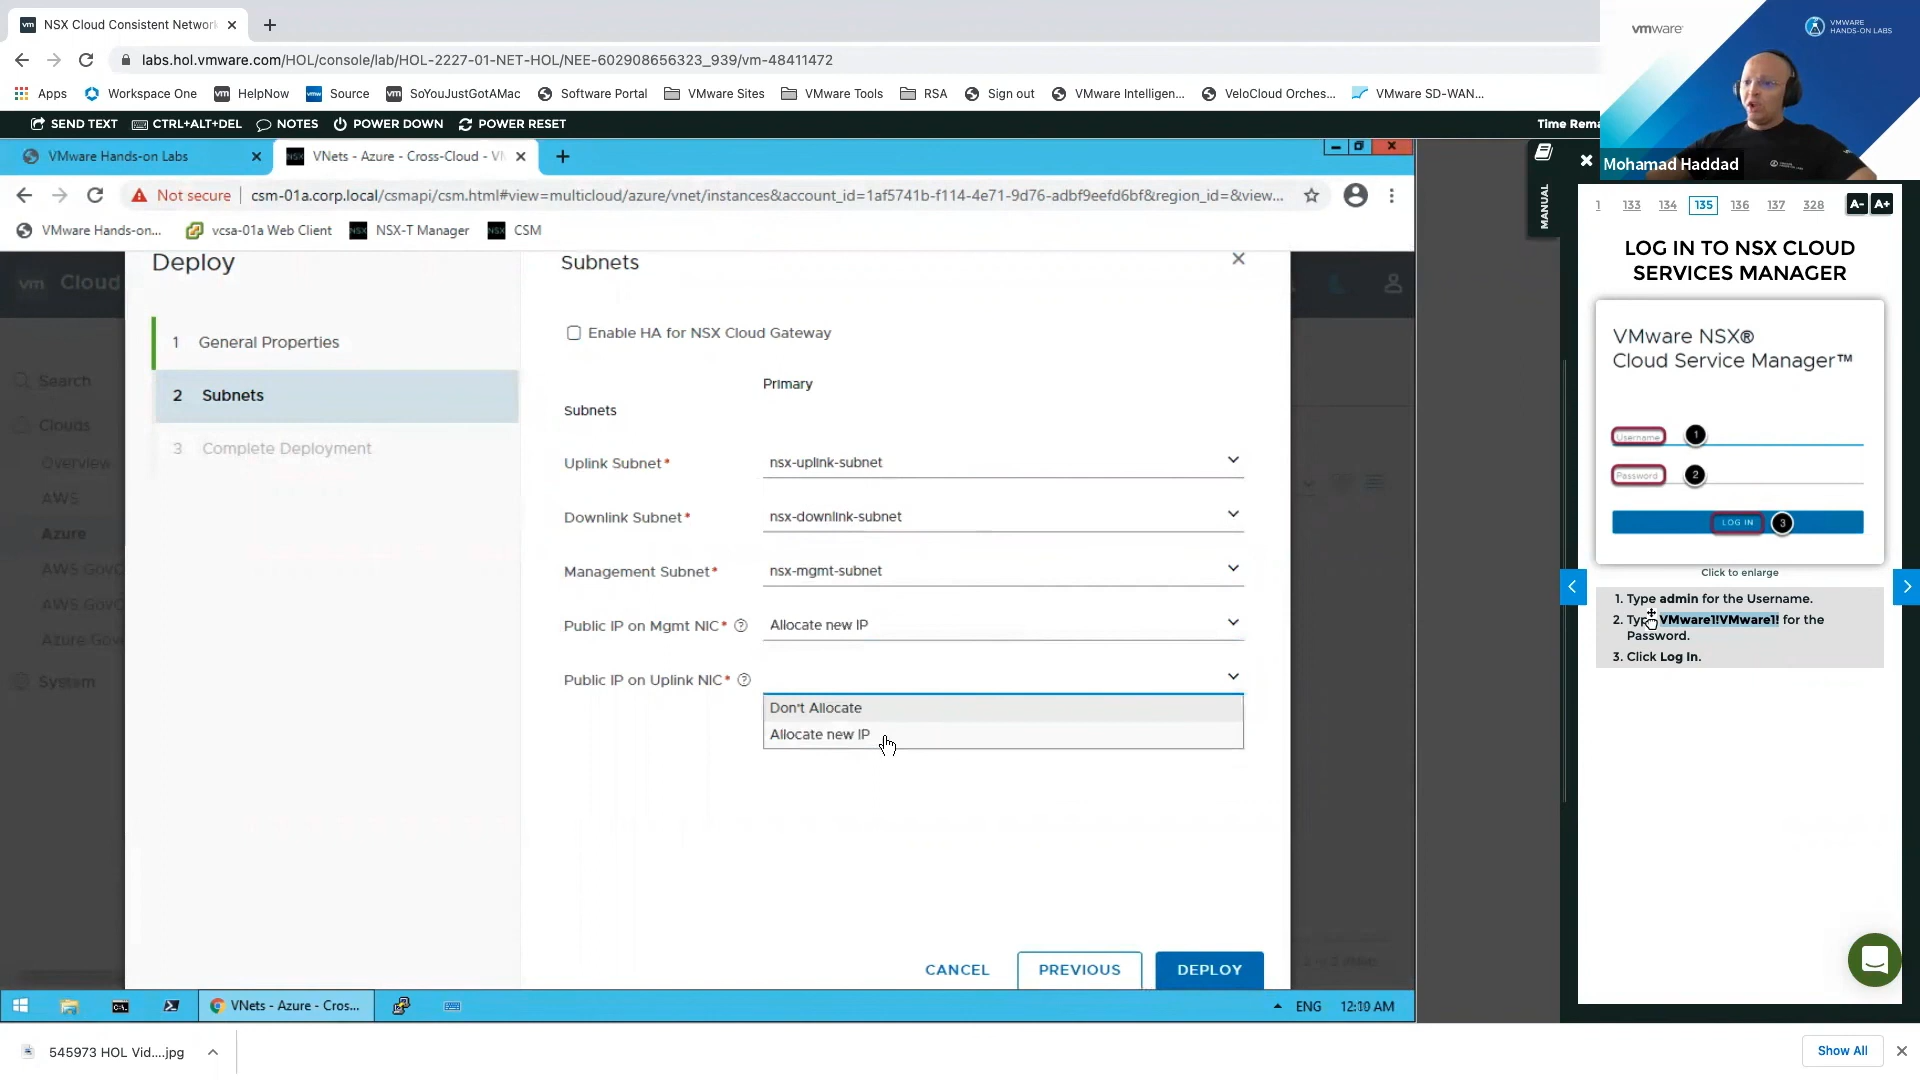 NSX Cloud Consistent Network
labs.hol.vmware.com/HOL/console/lab/HOL-2227-01-NET-HOL/NEE-602908656323_939/vm-48411472
Apps
Workspace One
HelpNow
Source
SoYouJustGotAMac
Software Portal
VMware Sites
VMware Tools
RSA
Sign out
VMware Intelligen...
VeloCloud Orches...
VMware SD-WAN...
vmware
VMWARE
HANDS-ON LABS
SEND TEXT
CTRL+ALT+DEL
NOTES
POWER DOWN
POWER RESET
Time Rema
Mohamad Haddad
VMware Hands-on Labs
VNets - Azure - Cross-Cloud - V
Not secure
csm-01a.corp.local/csmapi/csm.html#view=multicloud/azure/vnet/instances&account_id=1af5741b-f114-4e71-9d76-adbf9eefd6bf&region_id=&view...
VMware Hands-on...
vcsa-01a Web Client
NSX-T Manager
CSM
vm Cloud
Search
Clouds
Overview
AWS
Azure
AWS GovC
AWS GovC
Azure Gov
System
Deploy
1 General Properties
2 Subnets
3 Complete Deployment
Subnets
Enable HA for NSX Cloud Gateway
Primary
Subnets
Uplink Subnet* nsx-uplink-subnet
Downlink Subnet* nsx-downlink-subnet
Management Subnet* nsx-mgmt-subnet
Public IP on Mgmt NIC* Allocate new IP
Public IP on Uplink NIC*
Don't Allocate
Allocate new IP
CANCEL
PREVIOUS
DEPLOY
VNets - Azure - Cros...
ENG
12:10 AM
MANUAL
1 133 134 135 136 137 328
A- A+
LOG IN TO NSX CLOUD
SERVICES MANAGER
VMware NSX®
Cloud Service Manager™
Username 1
Password 2
LOG IN 3
Click to enlarge
1. Type admin for the Username.
2. Typ VMware1!VMware1! for the
Password.
3. Click Log In.
545973 HOL Vid....jpg
Show All